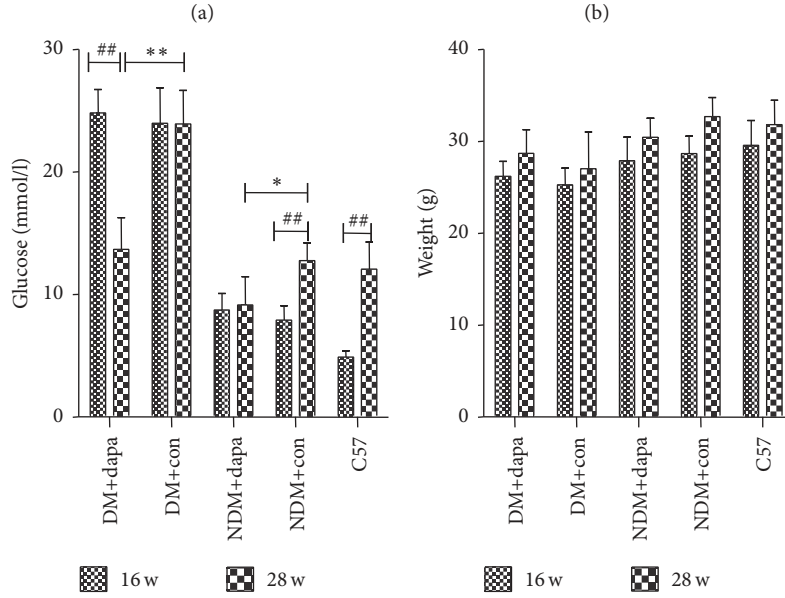 (a)
Glucose (mmol/l)
30
20
10
0
##
**
*
##
##
DM+dapa
DM+con
NDM+dapa
NDM+con
C57
16 w
28 w
(b)
Weight (g)
40
30
20
10
0
DM+dapa
DM+con
NDM+dapa
NDM+con
C57
16 w
28 w